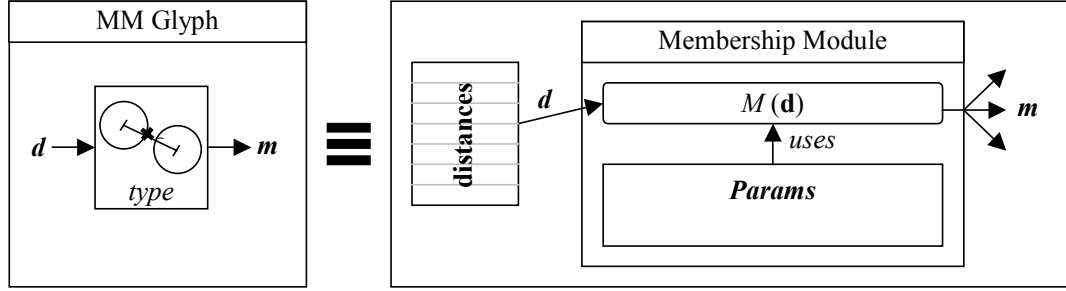 MM Glyph
d
m
type
Membership Module
distances
d
M (d)
m
uses
Params